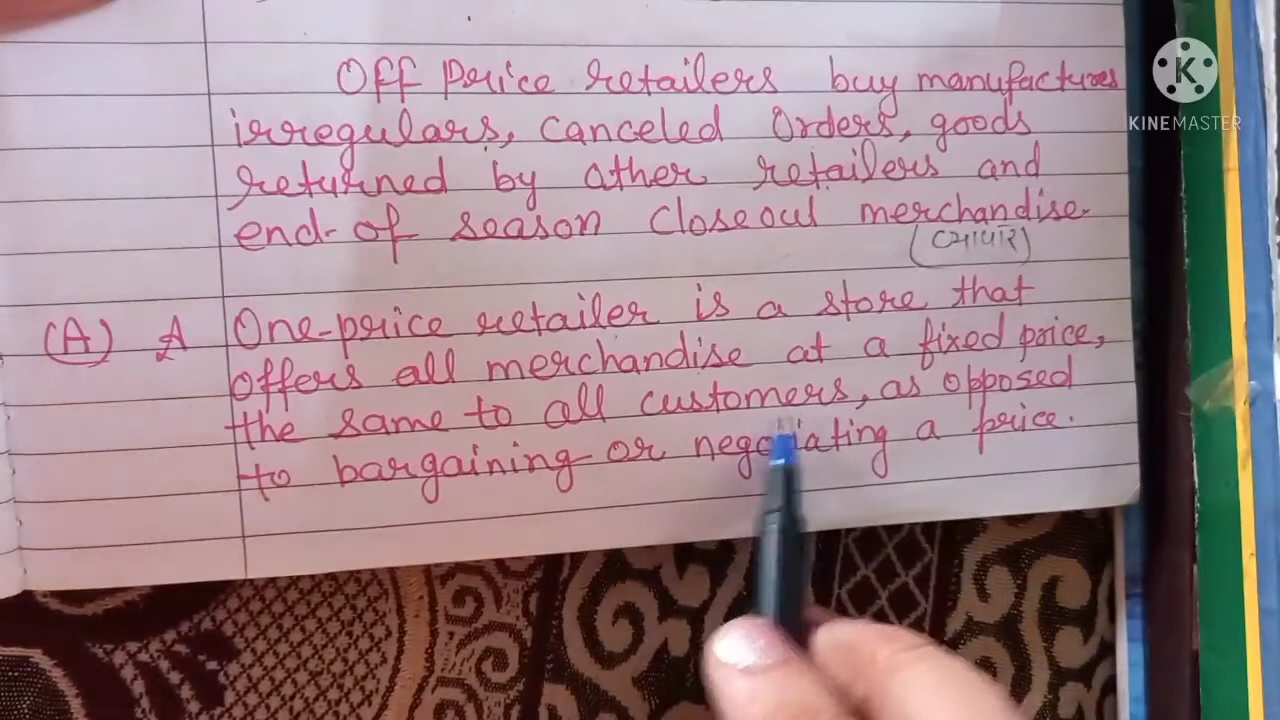 Off Price retailers buy manufactures
irregulars, canceled orders, goods
returned by other retailers and
end-of season closeout merchandise.
(व्यापार)
(A) A One-price retailer is a store that
offers all merchandise at a fixed price,
the same to all customers, as opposed
to bargaining or negotiating a price.
KINEMASTER